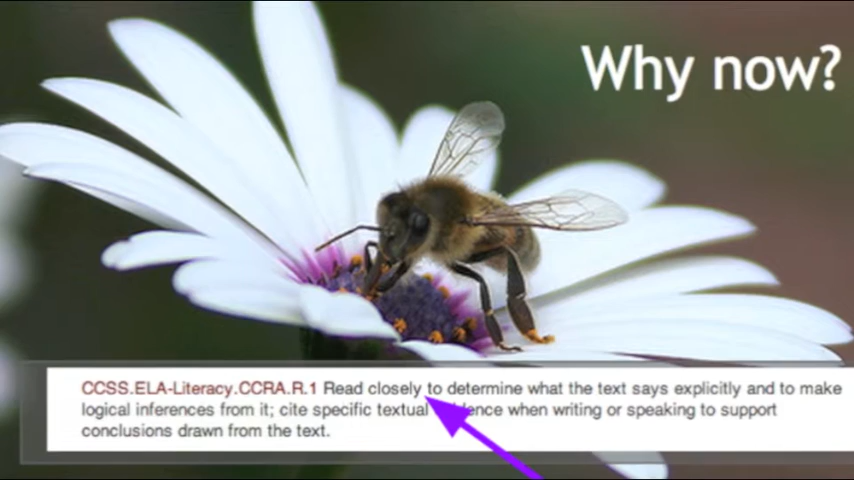 Why now?
CCSS.ELA-Literacy.CCRA.R.1 Read closely to determine what the text says explicitly and to make
logical inferences from it; cite specific textual when writing or speaking to support
conclusions drawn from the text.